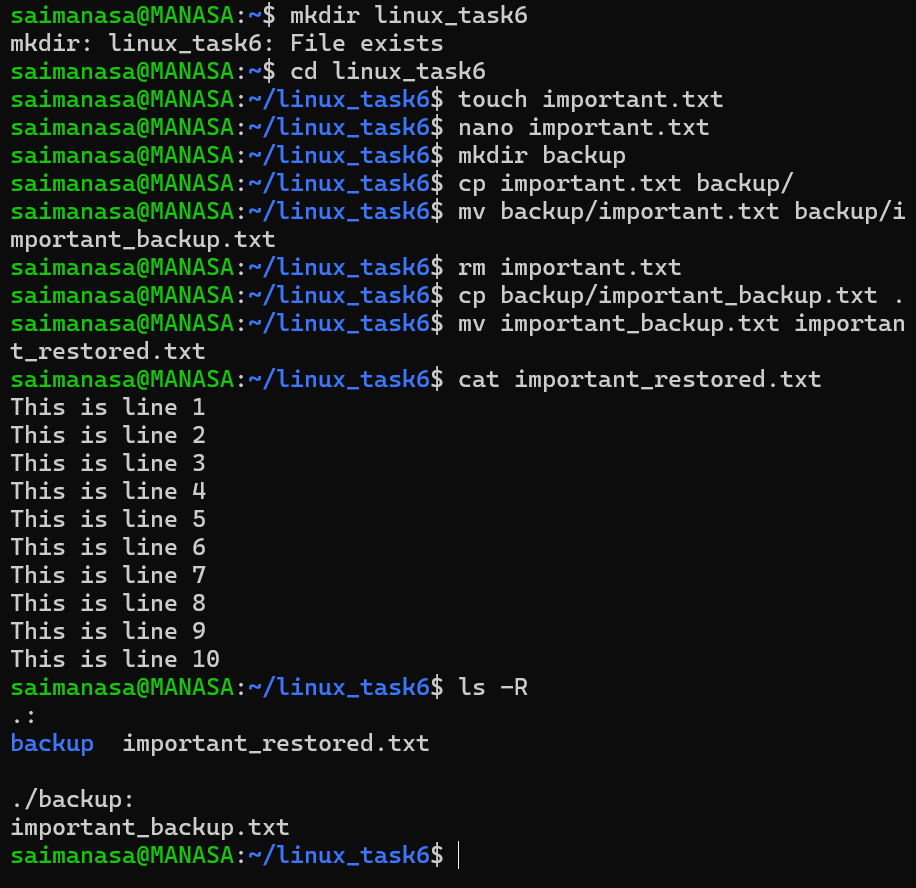 saimanasa@MANASA:~$ mkdir linux_task6
mkdir: linux_task6: File exists
saimanasa@MANASA:~$ cd linux_task6
saimanasa@MANASA:~/linux_task6$ touch important.txt
saimanasa@MANASA:~/linux_task6$ nano important.txt
saimanasa@MANASA:~/linux_task6$ mkdir backup
saimanasa@MANASA:~/linux_task6$ cp important.txt backup/
saimanasa@MANASA:~/linux_task6$ mv backup/important.txt backup/i
mportant_backup.txt
saimanasa@MANASA:~/linux_task6$ rm important.txt
saimanasa@MANASA:~/linux_task6$ cp backup/important_backup.txt .
saimanasa@MANASA:~/linux_task6$ mv important_backup.txt importan
t_restored.txt
saimanasa@MANASA:~/linux_task6$ cat important_restored.txt
This is line 1
This is line 2
This is line 3
This is line 4
This is line 5
This is line 6
This is line 7
This is line 8
This is line 9
This is line 10
saimanasa@MANASA:~/linux_task6$ ls -R
.:
backup  important_restored.txt

./backup:
important_backup.txt
saimanasa@MANASA:~/linux_task6$